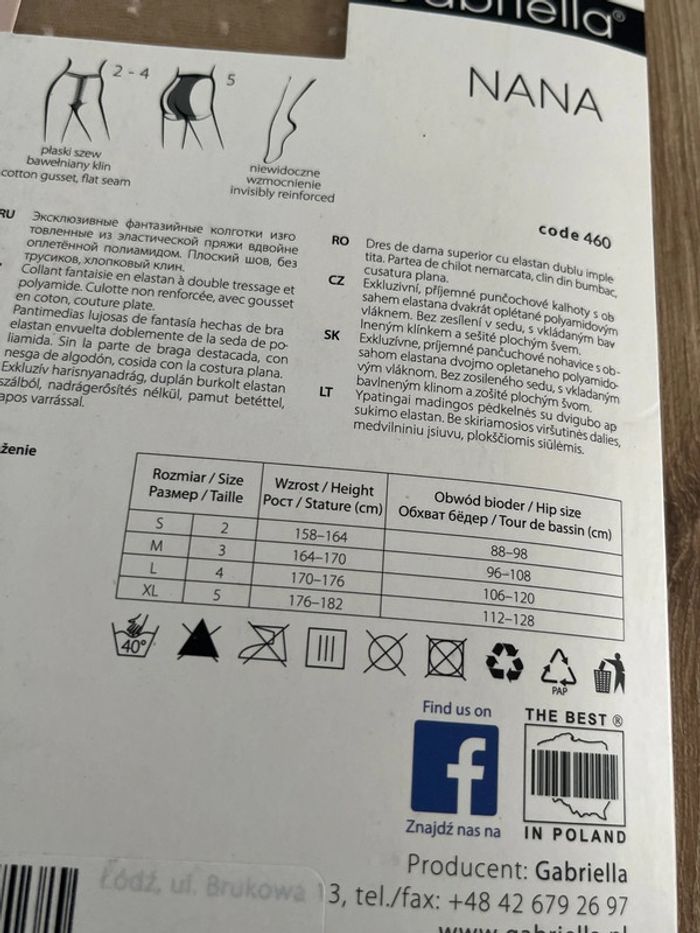 Gabriella®
NANA
2 - 4
5
płaski szew
bawełniany klin
cotton gusset, flat seam
niewidoczne
wzmocnienie
invisibly reinforced
code 460
RU Эксклюзивные фантазийные колготки изго
товленные из эластической пряжи вдвойне
оплетённой полиамидом. Плоский шов, без
трусиков, хлопковый клин.
Collant fantaisie en elastan à double tressage et
polyamide. Culotte non renforcée, avec gousset
en coton, couture plate.
Pantimedias lujosas de fantasía hechas de bra
elastan envuelta doblemente de la seda de po-
liamida. Sin la parte de braga destacada, con
nesga de algodón, cosida con la costura plana.
Exkluzív harisnyanadrág, duplán burkolt elastan
szálból, nadrágerősítés nélkül, pamut betéttel,
lapos varrással.
RO Dres de dama superior cu elastan dublu imple
tita. Partea de chilot nemarcata, clin din bumbac,
cusatura plana.
CZ Exkluzivní, příjemné punčochové kalhoty s ob
sahem elastana dvakrát oplétané polyamidovým
vláknem. Bez zesílení v sedu, s vkládaným bav
lneným klínkem a sešité plochým švem.
SK Exkluzívne, príjemné pančuchové nohavice s ob-
sahom elastana dvojmo opletaného polyamido-
vým vláknom. Bez zosileného sedu, s vkladaným
bavlneným klinom a zošité plochým švom.
LT Ypatingai madingos pėdkelnės su dvigubo ap
sukimo elastan. Be skiriamosios viršutinės dalies,
medvilniniu įsiuvu, plokščiomis siūlėmis.
żenie
Rozmiar / Size
Размер / Taille
Wzrost / Height
Рост / Stature (cm)
Obwód bioder / Hip size
Обхват бёдер / Tour de bassin (cm)
S 2 158–164 88–98
M 3 164–170 96–108
L 4 170–176 106–120
XL 5 176–182 112–128
40°
PAP
Find us on
f
Znajdź nas na
THE BEST ®
IN POLAND
Producent: Gabriella
Łódź, ul. Brukowa 13, tel./fax: +48 42 679 26 97
www.gabriella.pl